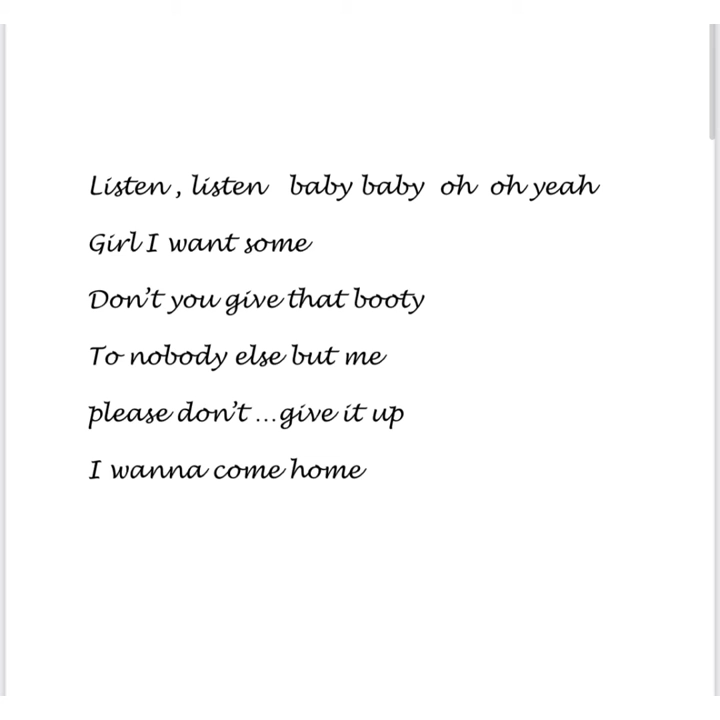 Listen , listen baby baby oh oh yeah
Girl I want some
Don't you give that booty
To nobody else but me
please don't ...give it up
I wanna come home